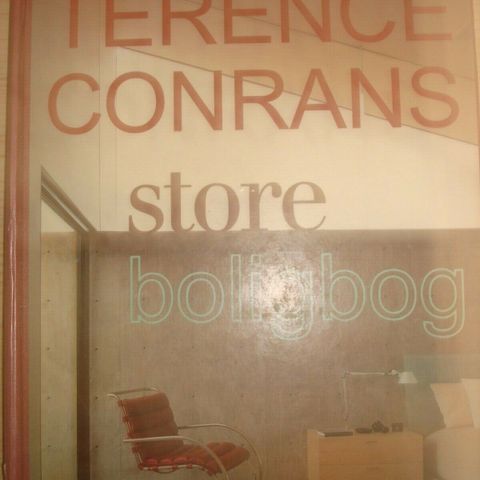 TERENCE
CONRANS
store
boligbog